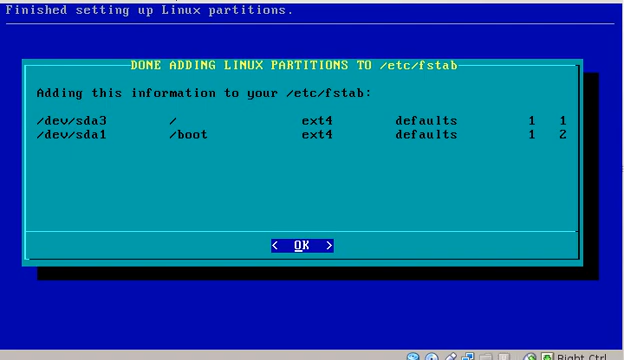 Finished setting up Linux partitions.
DONE ADDING LINUX PARTITIONS TO /etc/fstab
Adding this information to your /etc/fstab:
/dev/sda3 / ext4 defaults 1 1
/dev/sda1 /boot ext4 defaults 1 2
< OK >
Right Ctrl